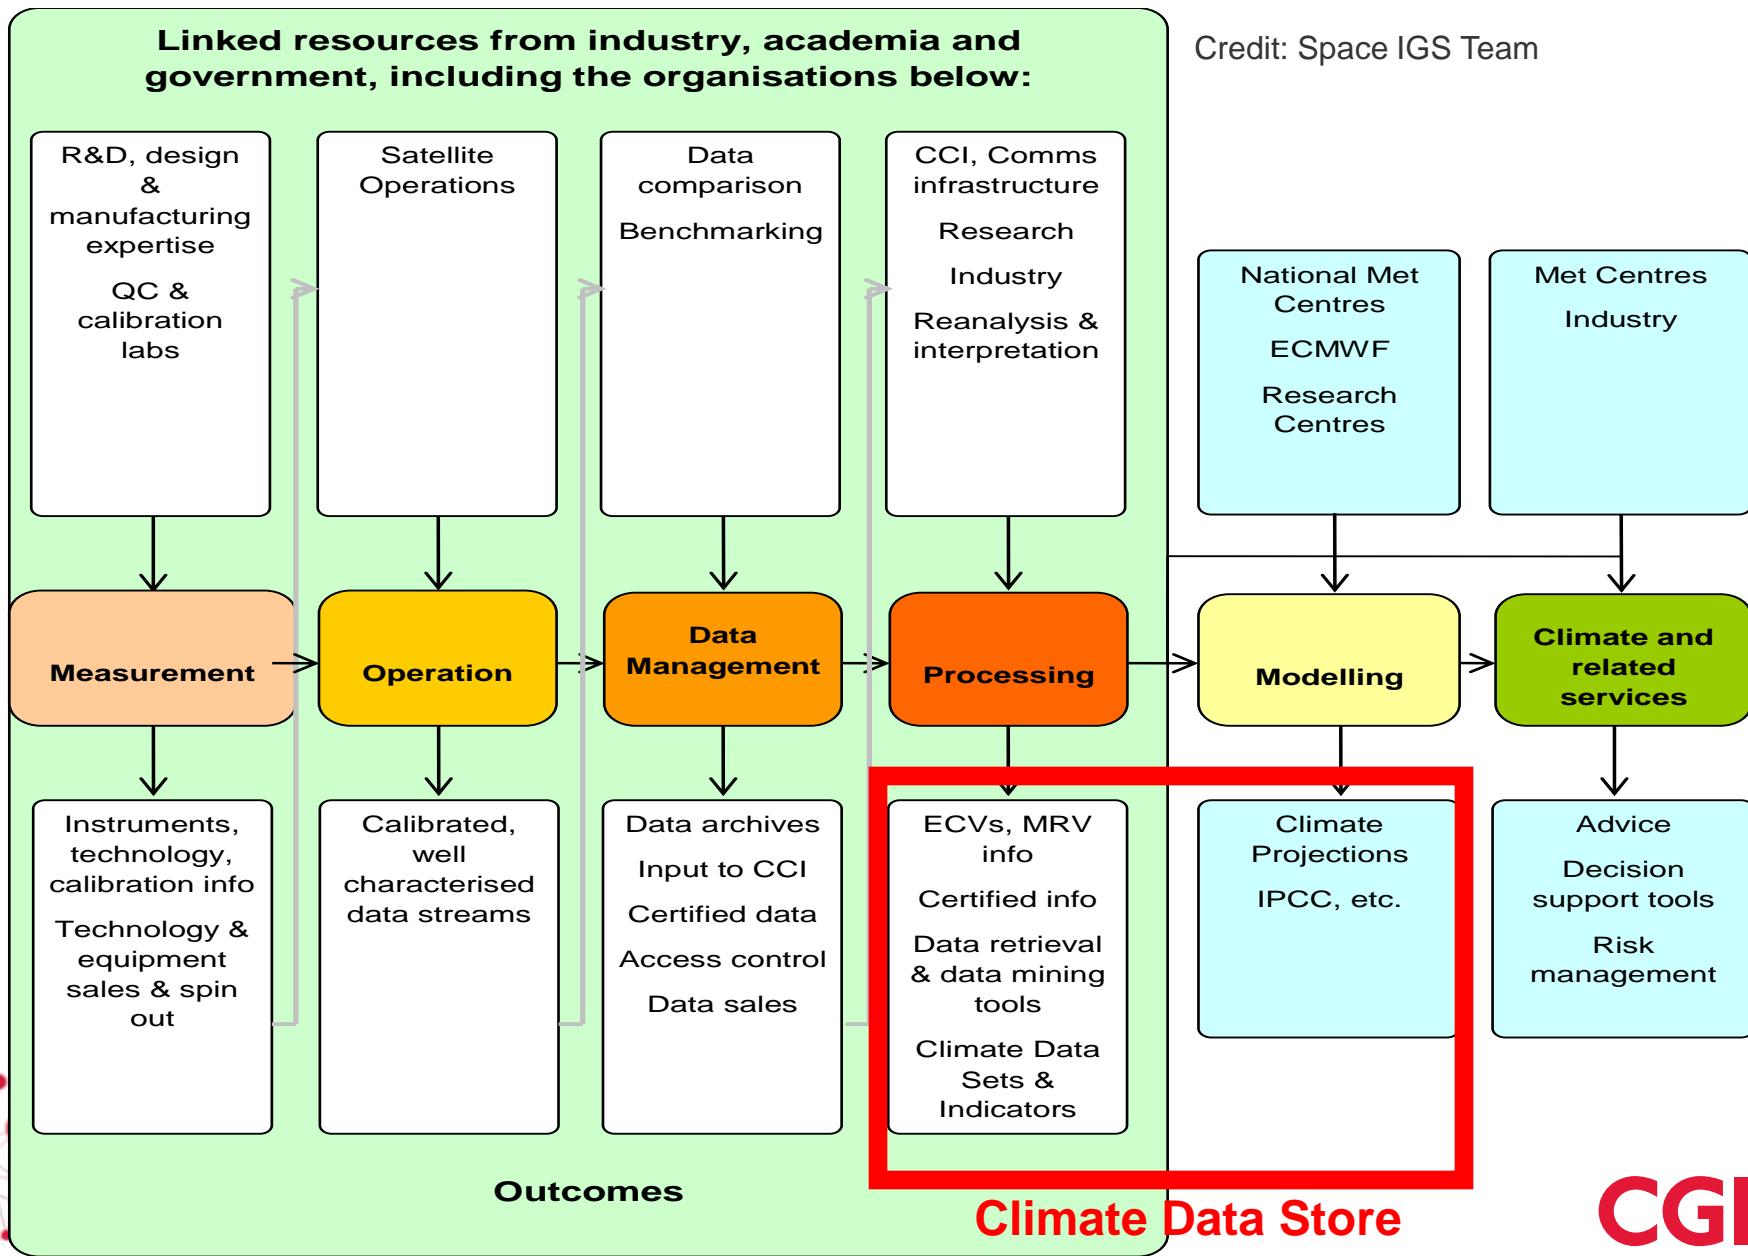 Linked resources from industry, academia and
government, including the organisations below:
Credit: Space IGS Team
R&D, design
&
manufacturing
expertise
QC &
calibration
labs
Satellite
Operations
Data
comparison
Benchmarking
CCI, Comms
infrastructure
Research
Industry
Reanalysis &
interpretation
National Met
Centres
ECMWF
Research
Centres
Met Centres
Industry
Measurement
Operation
Data
Management
Processing
Modelling
Climate and
related
services
Instruments,
technology,
calibration info
Technology &
equipment
sales & spin
out
Calibrated,
well
characterised
data streams
Data archives
Input to CCI
Certified data
Access control
Data sales
ECVs, MRV
info
Certified info
Data retrieval
& data mining
tools
Climate Data
Sets &
Indicators
Climate
Projections
IPCC, etc.
Advice
Decision
support tools
Risk
management
Outcomes
Climate Data Store
CGI